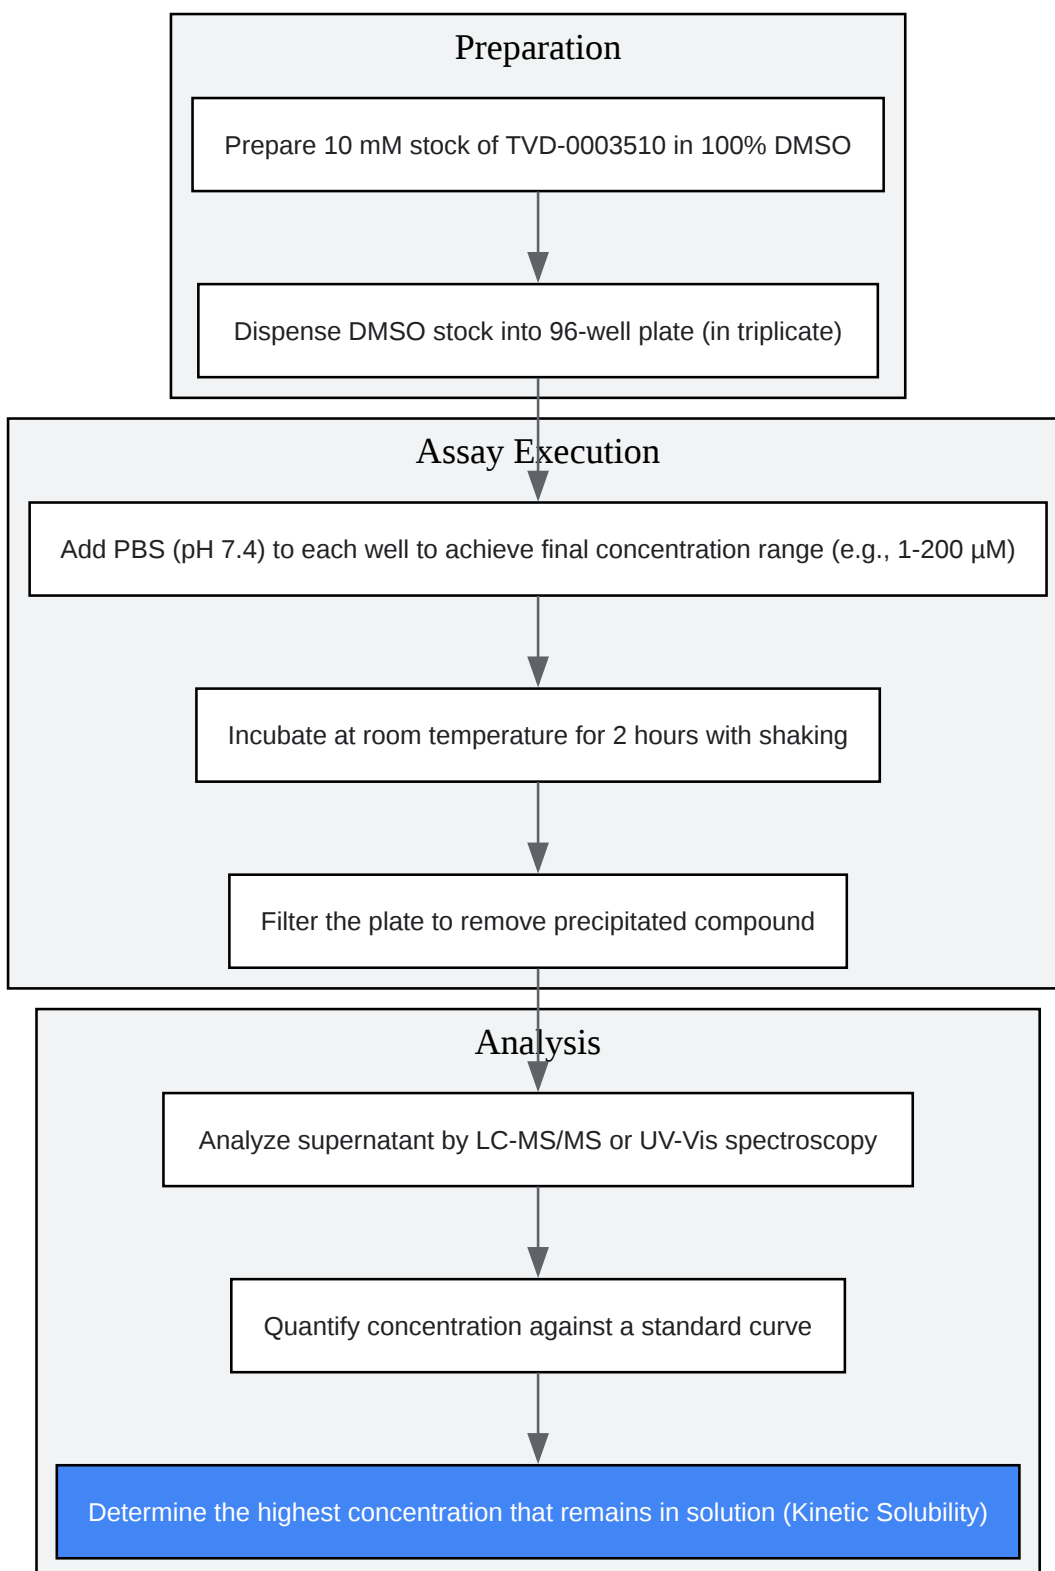 Preparation
Prepare 10 mM stock of TVD-0003510 in 100% DMSO
Dispense DMSO stock into 96-well plate (in triplicate)
Assay Execution
Add PBS (pH 7.4) to each well to achieve final concentration range (e.g., 1-200 µM)
Incubate at room temperature for 2 hours with shaking
Filter the plate to remove precipitated compound
Analysis
Analyze supernatant by LC-MS/MS or UV-Vis spectroscopy
Quantify concentration against a standard curve
Determine the highest concentration that remains in solution (Kinetic Solubility)